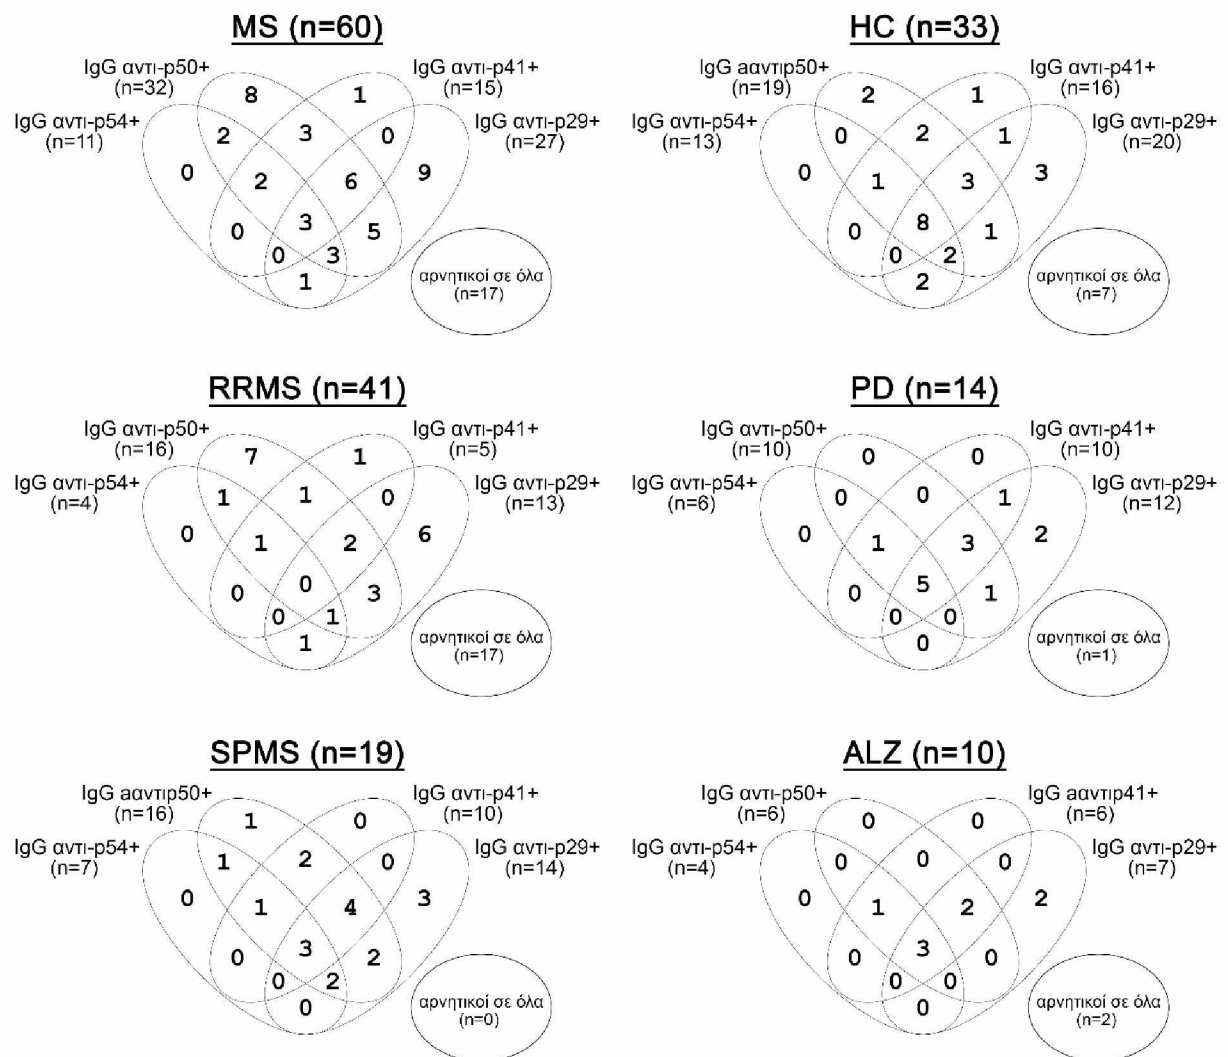 MS (n=60)
IgG αντι-p50+
(n=32)
IgG αντι-p41+
(n=15)
IgG αντι-p54+
(n=11)
IgG αντι-p29+
(n=27)
8 1
2 3 0
0 2 6 9
0 3 5
0 3
1
αρνητικοί σε όλα
(n=17)
HC (n=33)
IgG ααντιp50+
(n=19)
IgG αντι-p41+
(n=16)
IgG αντι-p54+
(n=13)
IgG αντι-p29+
(n=20)
2 1
0 2 1
0 1 3 3
0 8 1
0 2
2
αρνητικοί σε όλα
(n=7)
RRMS (n=41)
IgG αντι-p50+
(n=16)
IgG αντι-p41+
(n=5)
IgG αντι-p54+
(n=4)
IgG αντι-p29+
(n=13)
7 1
1 1 0
0 1 2 6
0 0 3
0 1
1
αρνητικοί σε όλα
(n=17)
PD (n=14)
IgG αντι-p50+
(n=10)
IgG αντι-p41+
(n=10)
IgG αντι-p54+
(n=6)
IgG αντι-p29+
(n=12)
0 0
0 0 1
0 1 3 2
0 5 1
0 0
0
αρνητικοί σε όλα
(n=1)
SPMS (n=19)
IgG ααντιp50+
(n=16)
IgG αντι-p41+
(n=10)
IgG αντι-p54+
(n=7)
IgG αντι-p29+
(n=14)
1 0
1 2 0
0 1 4 3
0 3 2
0 2
0
αρνητικοί σε όλα
(n=0)
ALZ (n=10)
IgG αντι-p50+
(n=6)
IgG ααντιp41+
(n=6)
IgG αντι-p54+
(n=4)
IgG αντι-p29+
(n=7)
0 0
0 0 0
0 1 2 2
0 3 0
0 0
0
αρνητικοί σε όλα
(n=2)